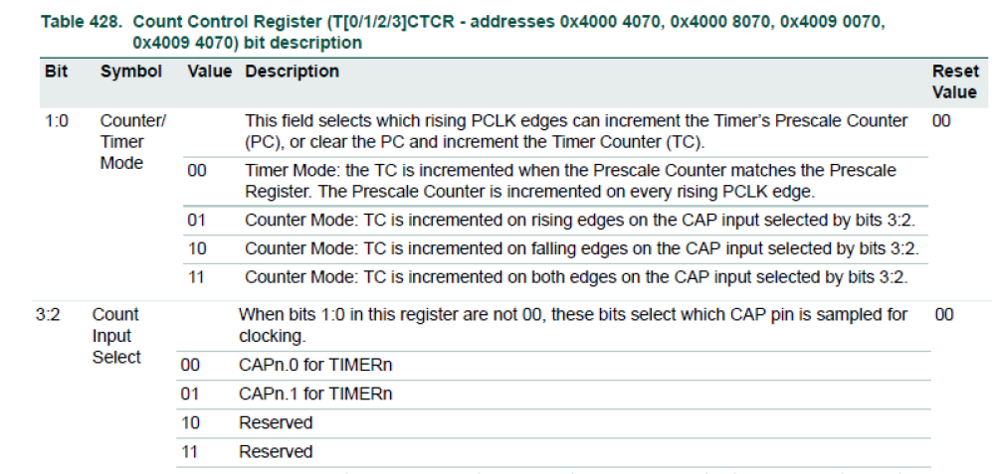 Table 428. Count Control Register (T[0/1/2/3]CTCR - addresses 0x4000 4070, 0x4000 8070, 0x4009 0070,
0x4009 4070) bit description
Bit Symbol Value Description Reset
Value
1:0 Counter/ This field selects which rising PCLK edges can increment the Timer's Prescale Counter 00
Timer (PC), or clear the PC and increment the Timer Counter (TC).
Mode
00 Timer Mode: the TC is incremented when the Prescale Counter matches the Prescale
Register. The Prescale Counter is incremented on every rising PCLK edge.
01 Counter Mode: TC is incremented on rising edges on the CAP input selected by bits 3:2.
10 Counter Mode: TC is incremented on falling edges on the CAP input selected by bits 3:2.
11 Counter Mode: TC is incremented on both edges on the CAP input selected by bits 3:2.
3:2 Count When bits 1:0 in this register are not 00, these bits select which CAP pin is sampled for 00
Input clocking.
Select
00 CAPn.0 for TIMERn
01 CAPn.1 for TIMERn
10 Reserved
11 Reserved